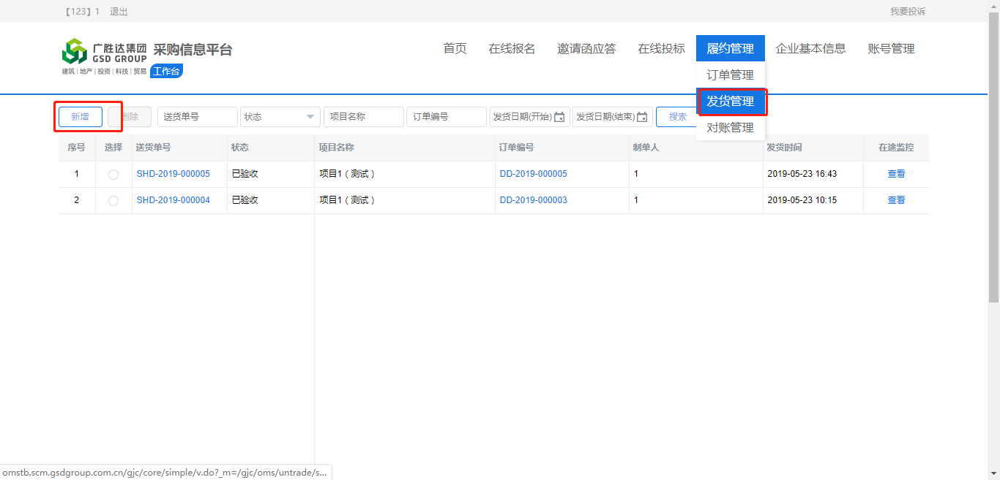 【123】1 退出 我要投诉
广胜达集团 采购信息平台
GSD GROUP
建筑 | 地产 | 投资 | 科技 | 贸易 工作台
首页 在线报名 邀请函应答 在线投标 履约管理 企业基本信息 账号管理
订单管理
发货管理
对账管理
新增 删除 送货单号 状态 项目名称 订单编号 发货日期(开始) 发货日期(结束) 搜索
序号 选择 送货单号 状态 项目名称 订单编号 制单人 发货时间 在途监控
1 SHD-2019-000005 已验收 项目1（测试） DD-2019-000005 1 2019-05-23 16:43 查看
2 SHD-2019-000004 已验收 项目1（测试） DD-2019-000003 1 2019-05-23 10:15 查看
omstb.scm.gsdgroup.com.cn/gjc/core/simple/v.do?_m=/gjc/oms/untrade/s...